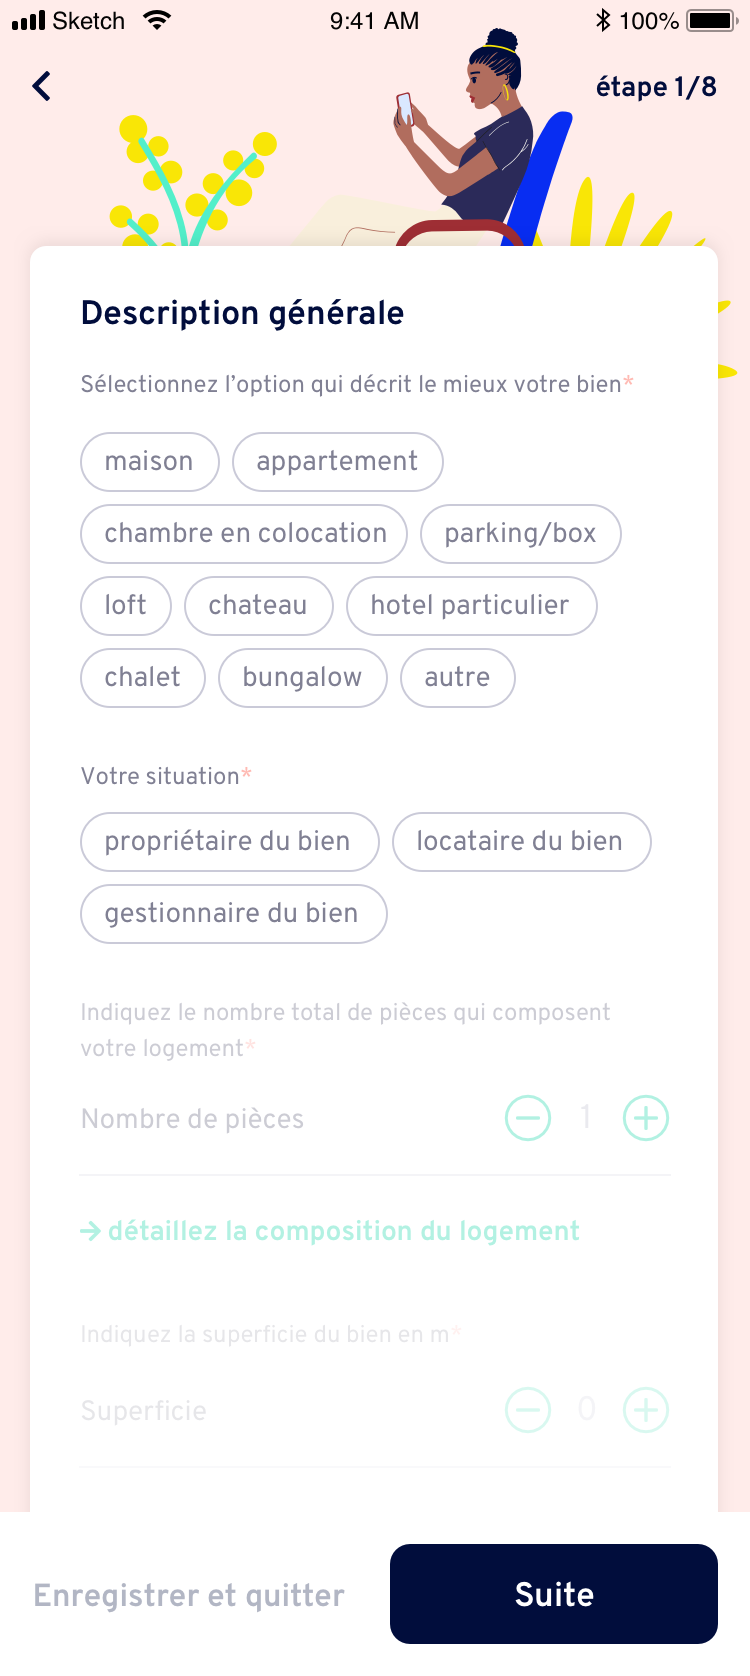 Sketch 9:41 AM 100%
étape 1/8
Description générale
Sélectionnez l’option qui décrit le mieux votre bien*
maison appartement
chambre en colocation parking/box
loft chateau hotel particulier
chalet bungalow autre
Votre situation*
propriétaire du bien locataire du bien
gestionnaire du bien
Indiquez le nombre total de pièces qui composent
votre logement*
Nombre de pièces 1
→ détaillez la composition du logement
Indiquez la superficie du bien en m*
Superficie 0
Enregistrer et quitter Suite